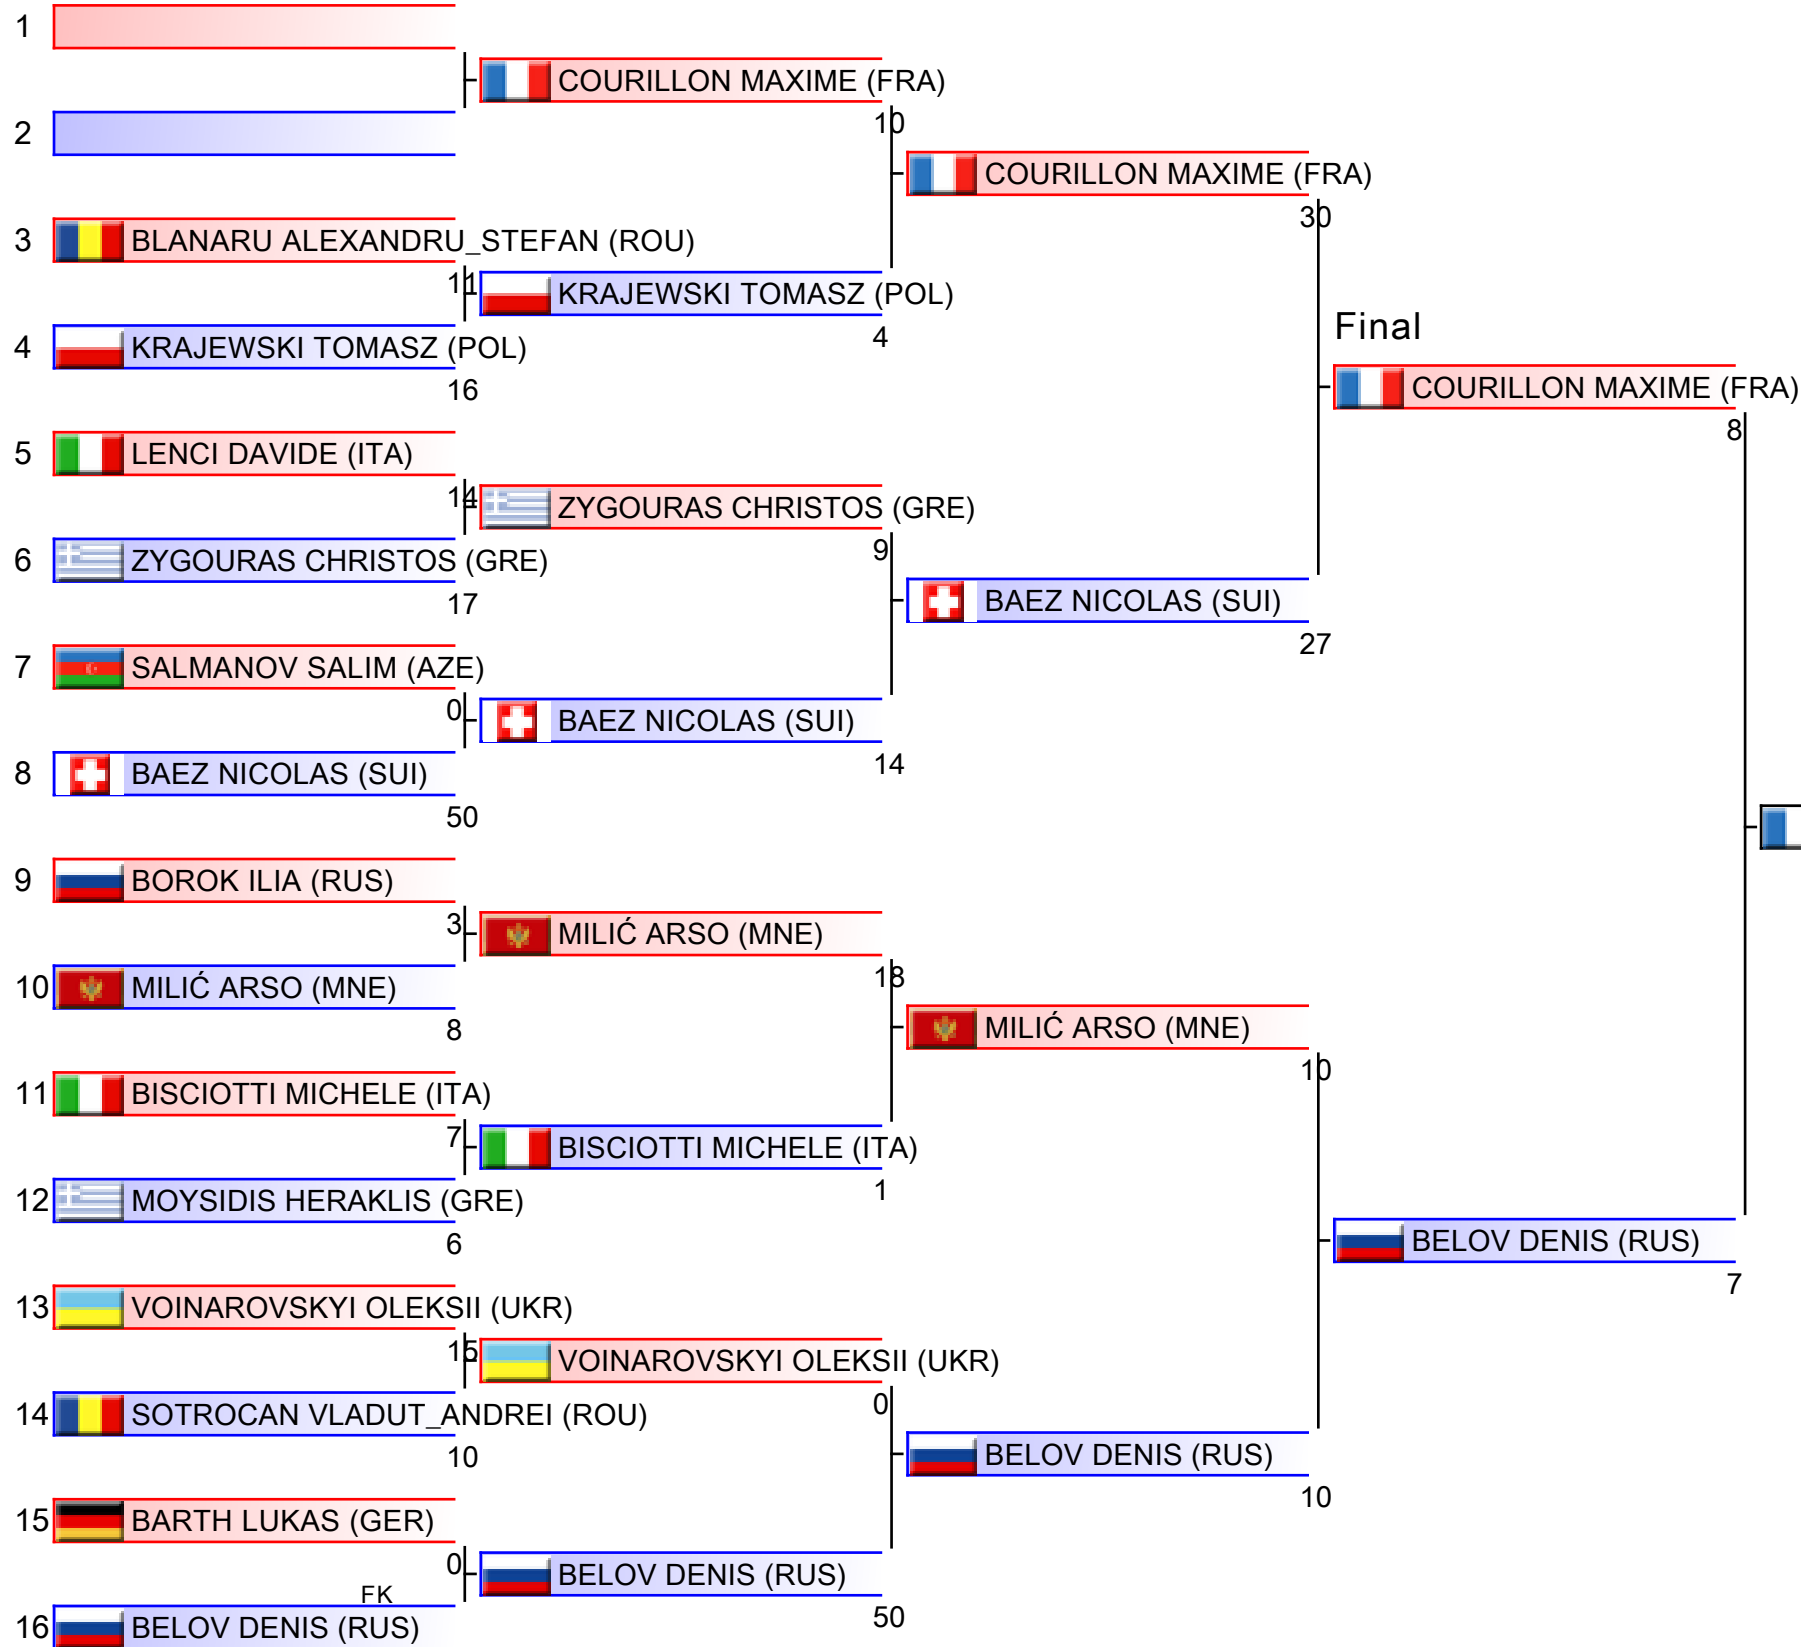 1
COURILLON MAXIME (FRA)
10
2
COURILLON MAXIME (FRA)
30
3 BLANARU ALEXANDRU_STEFAN (ROU)
11
KRAJEWSKI TOMASZ (POL)
4
4 KRAJEWSKI TOMASZ (POL)
16
Final
COURILLON MAXIME (FRA)
8
5 LENCI DAVIDE (ITA)
14
ZYGOURAS CHRISTOS (GRE)
9
6 ZYGOURAS CHRISTOS (GRE)
17
BAEZ NICOLAS (SUI)
27
7 SALMANOV SALIM (AZE)
0
BAEZ NICOLAS (SUI)
14
8 BAEZ NICOLAS (SUI)
50
9 BOROK ILIA (RUS)
3
MILIĆ ARSO (MNE)
18
10 MILIĆ ARSO (MNE)
8
MILIĆ ARSO (MNE)
10
11 BISCIOTTI MICHELE (ITA)
7
BISCIOTTI MICHELE (ITA)
1
12 MOYSIDIS HERAKLIS (GRE)
6
BELOV DENIS (RUS)
7
13 VOINAROVSKYI OLEKSII (UKR)
15
VOINAROVSKYI OLEKSII (UKR)
0
14 SOTROCAN VLADUT_ANDREI (ROU)
10
BELOV DENIS (RUS)
10
15 BARTH LUKAS (GER)
0
BELOV DENIS (RUS)
50
FK
16 BELOV DENIS (RUS)